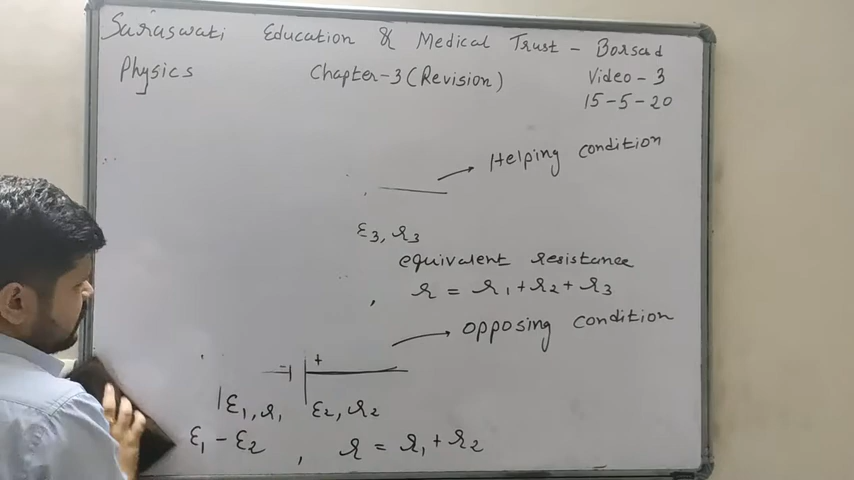 Saraswati Education & Medical Trust - Borsad
Physics Chapter-3 (Revision) Video - 3
15-5-20
Helping condition
ε3, r3
equivalent resistance
, r = r1 + r2 + r3
opposing condition
- +
ε1, r1 ε2, r2
ε1 - ε2 , r = r1 + r2